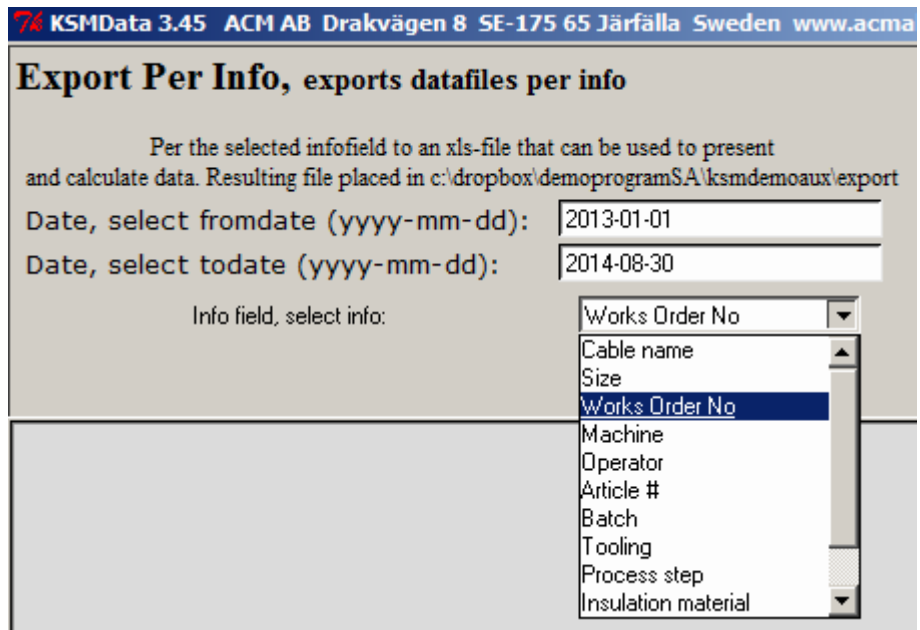 KSMData 3.45 ACM AB Drakvägen 8 SE-175 65 Järfälla Sweden www.acma
Export Per Info, exports datafiles per info
Per the selected infofield to an xls-file that can be used to present
and calculate data. Resulting file placed in c:\dropbox\demoprogramSA\ksmdemoaux\export
Date, select fromdate (yyyy-mm-dd): 2013-01-01
Date, select todate (yyyy-mm-dd): 2014-08-30
Info field, select info: Works Order No
Cable name
Size
Works Order No
Machine
Operator
Article #
Batch
Tooling
Process step
Insulation material